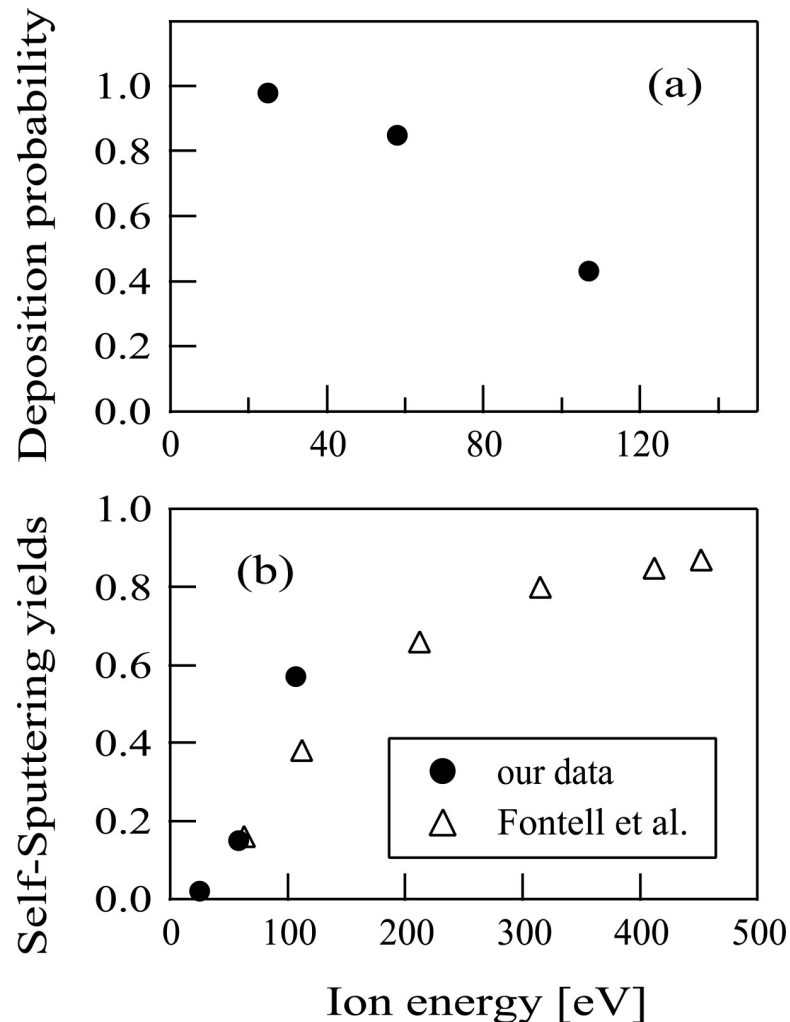 Deposition probability
1.0
0.8
0.6
0.4
0.2
0.0
(a)
0 40 80 120
Self-Sputtering yields
1.0
0.8
0.6
0.4
0.2
0.0
(b)
our data
Fontell et al.
0 100 200 300 400 500
Ion energy [eV]